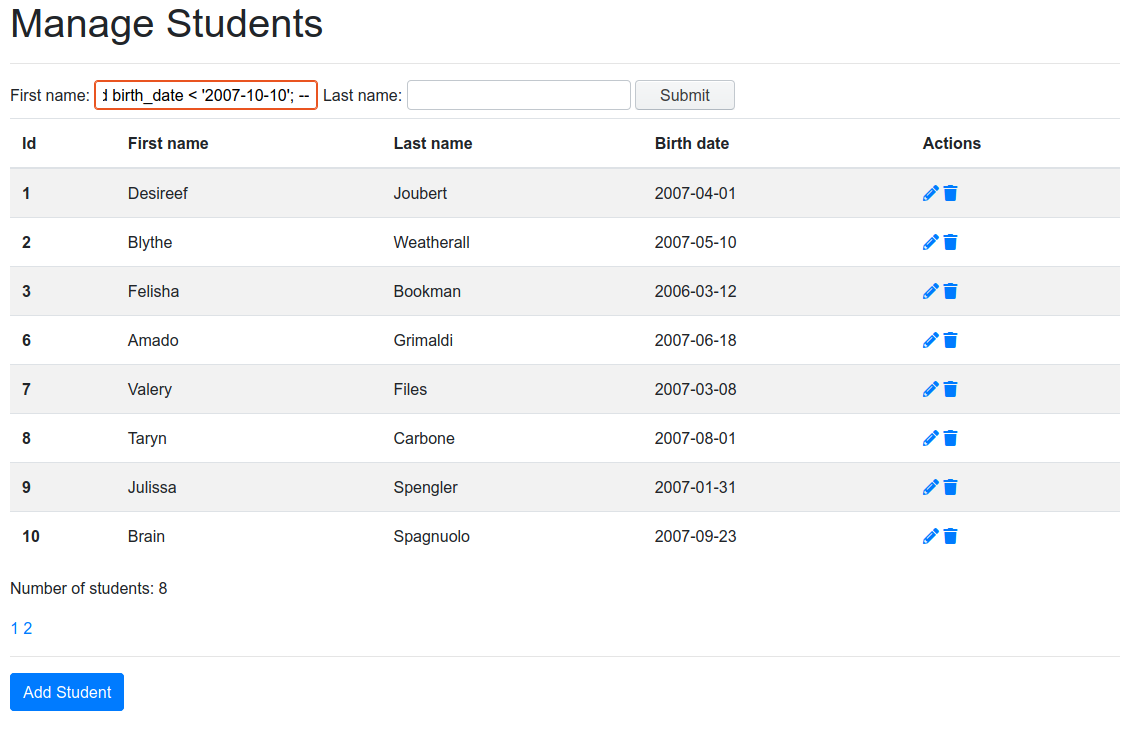 Manage Students
First name: d birth_date < '2007-10-10'; -- Last name: Submit
Id First name Last name Birth date Actions
1 Desireef Joubert 2007-04-01
2 Blythe Weatherall 2007-05-10
3 Felisha Bookman 2006-03-12
6 Amado Grimaldi 2007-06-18
7 Valery Files 2007-03-08
8 Taryn Carbone 2007-08-01
9 Julissa Spengler 2007-01-31
10 Brain Spagnuolo 2007-09-23
Number of students: 8
1 2
Add Student